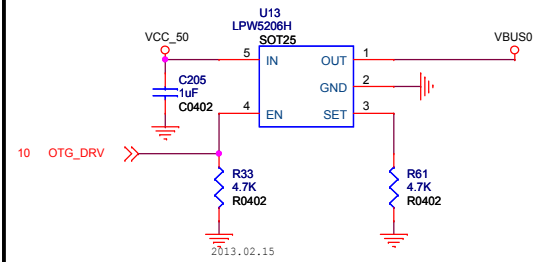 U13
LPW5206H
SOT25
VCC_50
VBUS0
5 IN OUT 1
GND 2
C205
1uF
C0402
4 EN SET 3
10 OTG_DRV
R33
4.7K
R0402
R61
4.7K
R0402
2013.02.15